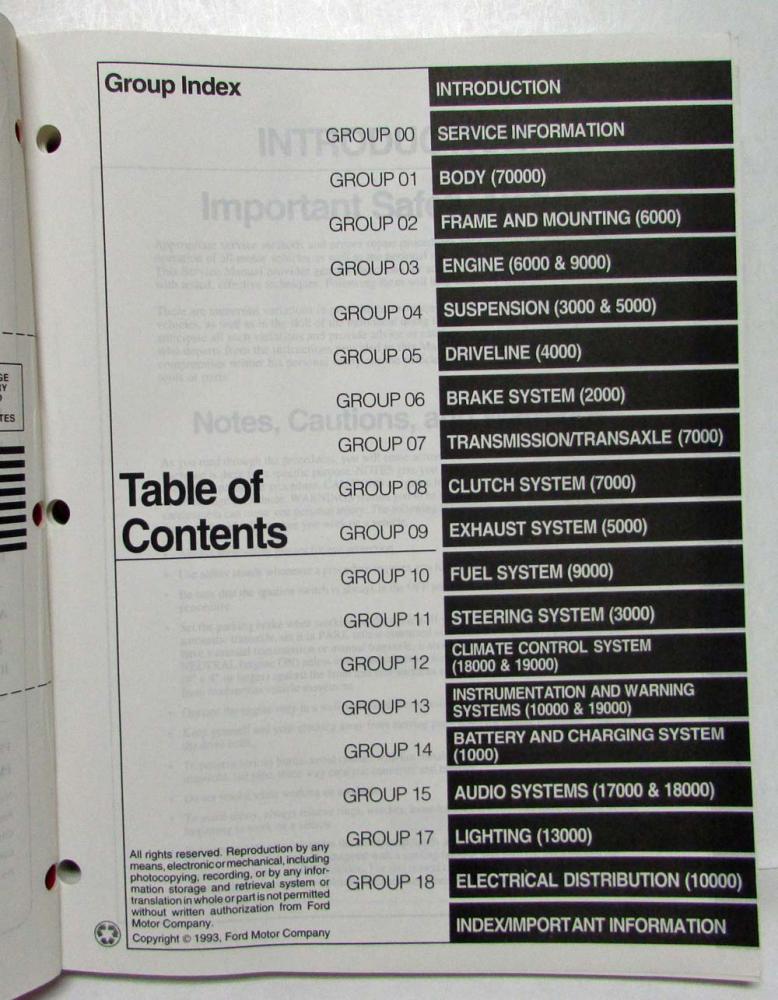 Group Index
INTRODUCTION
GROUP 00 SERVICE INFORMATION
GROUP 01 BODY (70000)
GROUP 02 FRAME AND MOUNTING (6000)
GROUP 03 ENGINE (6000 & 9000)
GROUP 04 SUSPENSION (3000 & 5000)
GROUP 05 DRIVELINE (4000)
GROUP 06 BRAKE SYSTEM (2000)
GROUP 07 TRANSMISSION/TRANSAXLE (7000)
Table of
Contents
GROUP 08 CLUTCH SYSTEM (7000)
GROUP 09 EXHAUST SYSTEM (5000)
GROUP 10 FUEL SYSTEM (9000)
GROUP 11 STEERING SYSTEM (3000)
GROUP 12 CLIMATE CONTROL SYSTEM
(18000 & 19000)
GROUP 13 INSTRUMENTATION AND WARNING
SYSTEMS (10000 & 19000)
GROUP 14 BATTERY AND CHARGING SYSTEM
(1000)
GROUP 15 AUDIO SYSTEMS (17000 & 18000)
GROUP 17 LIGHTING (13000)
GROUP 18 ELECTRICAL DISTRIBUTION (10000)
INDEX/IMPORTANT INFORMATION
All rights reserved. Reproduction by any
means, electronic or mechanical, including
photocopying, recording, or by any infor-
mation storage and retrieval system or
translation in whole or part is not permitted
without written authorization from Ford
Motor Company.
Copyright © 1993, Ford Motor Company